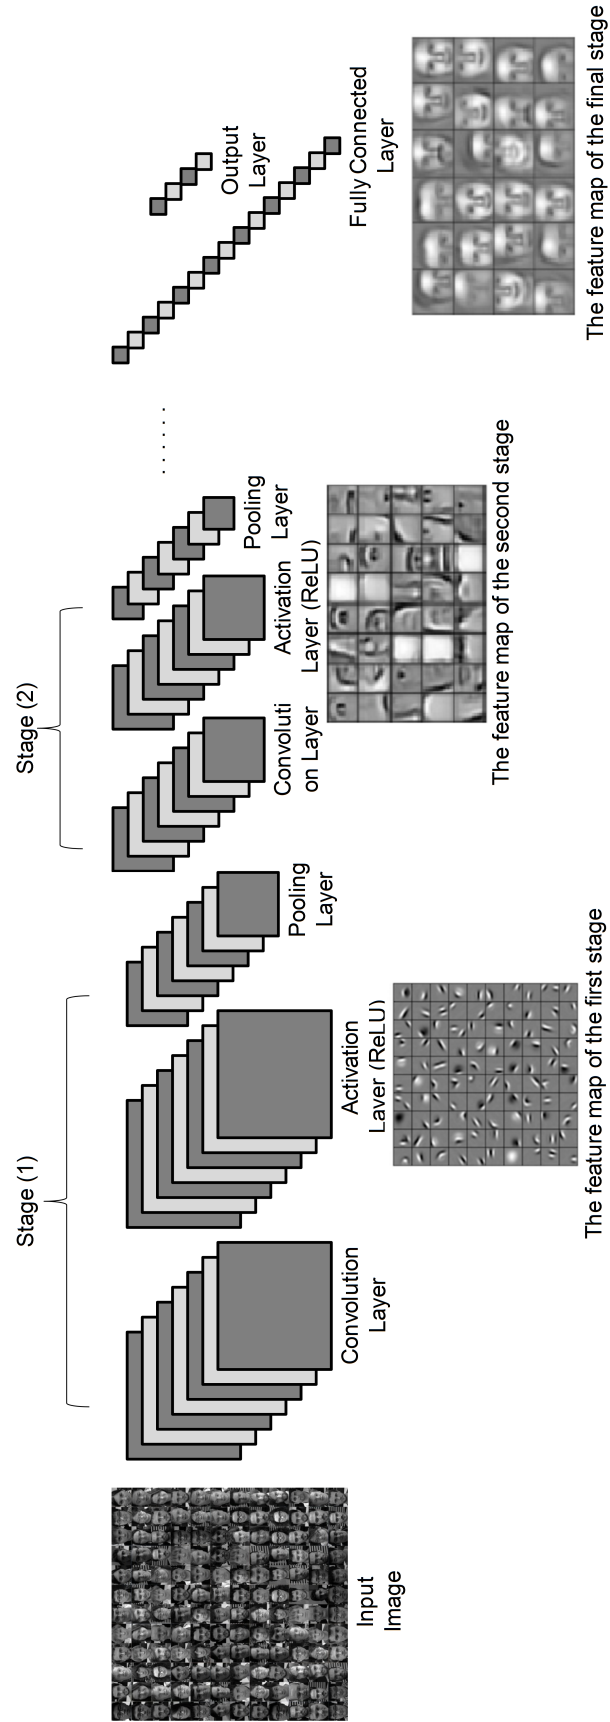 Stage (1)
Stage (2)
Input
Image
Convolution
Layer
Activation
Layer (ReLU)
Pooling
Layer
Convoluti
on Layer
Activation
Layer (ReLU)
Pooling
Layer
. . . . . .
Output
Layer
Fully Connected
Layer
The feature map of the first stage
The feature map of the second stage
The feature map of the final stage